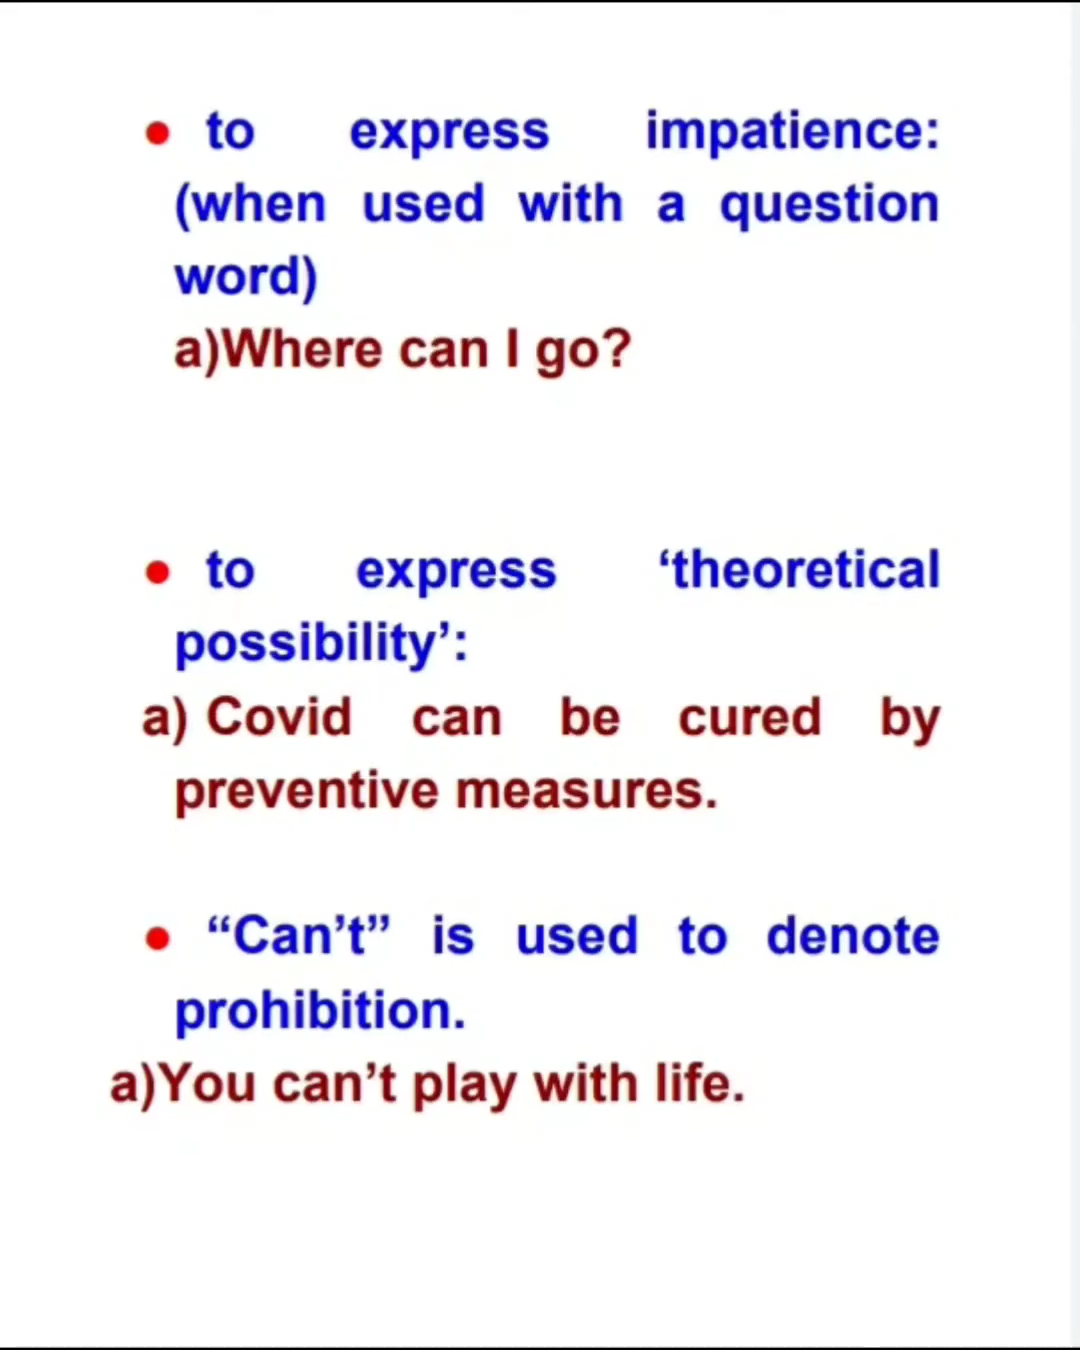 • to express impatience:
(when used with a question
word)
a)Where can I go?
• to express ‘theoretical
possibility’:
a) Covid can be cured by
preventive measures.
• “Can’t” is used to denote
prohibition.
a)You can’t play with life.